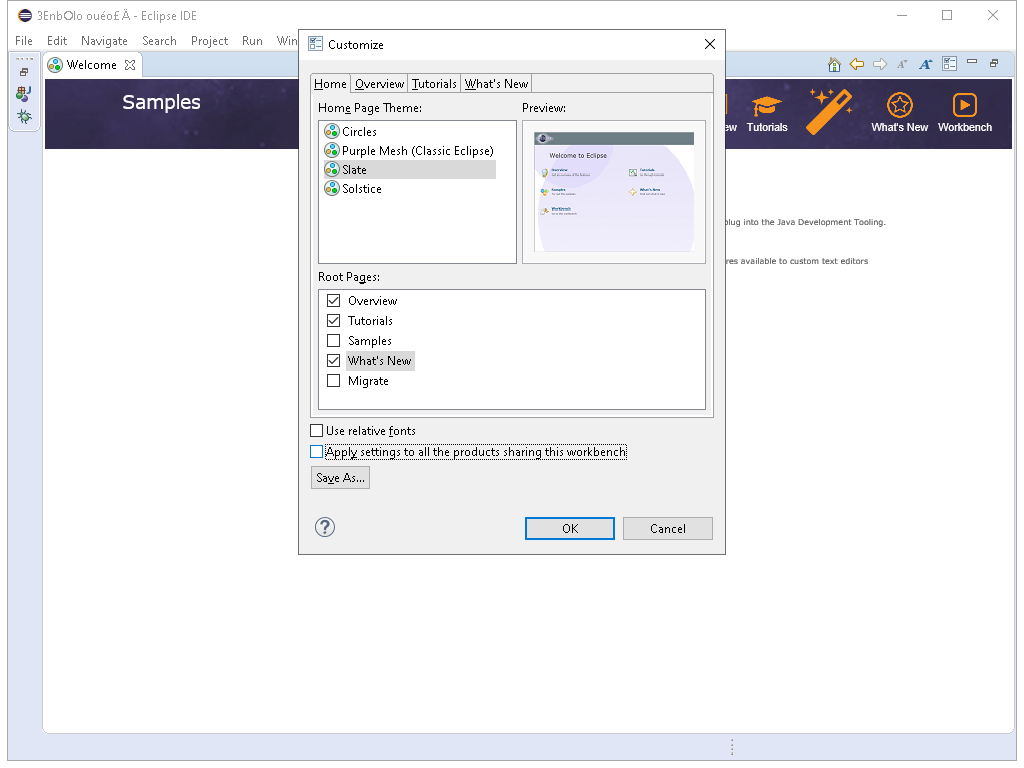 3EnbOlo ouéo£Ä - Eclipse IDE
File Edit Navigate Search Project Run Win
Customize
Welcome
Home Overview Tutorials What's New
Samples
Home Page Theme:
Preview:
Circles
Purple Mesh (Classic Eclipse)
Slate
Solstice
Welcome to Eclipse
Overview
Tutorials
Samples
What's New
Workbench
ew Tutorials What's New Workbench
plug into the Java Development Tooling.
res available to custom text editors
Root Pages:
Overview
Tutorials
Samples
What's New
Migrate
Use relative fonts
Apply settings to all the products sharing this workbench
Save As...
?
OK
Cancel